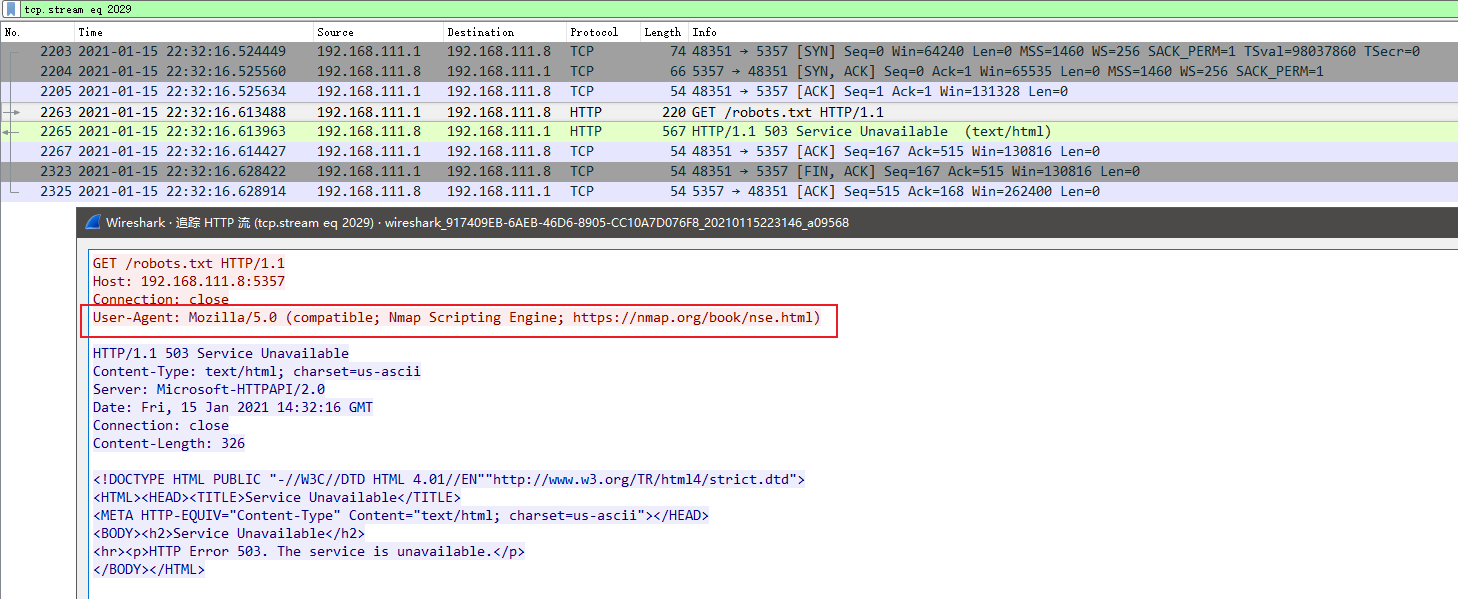 tcp.stream eq 2029
No. Time Source Destination Protocol Length Info
2203 2021-01-15 22:32:16.524449 192.168.111.1 192.168.111.8 TCP 74 48351 → 5357 [SYN] Seq=0 Win=64240 Len=0 MSS=1460 WS=256 SACK_PERM=1 TSval=98037860 TSecr=0
2204 2021-01-15 22:32:16.525560 192.168.111.8 192.168.111.1 TCP 66 5357 → 48351 [SYN, ACK] Seq=0 Ack=1 Win=65535 Len=0 MSS=1460 WS=256 SACK_PERM=1
2205 2021-01-15 22:32:16.525634 192.168.111.1 192.168.111.8 TCP 54 48351 → 5357 [ACK] Seq=1 Ack=1 Win=131328 Len=0
2263 2021-01-15 22:32:16.613488 192.168.111.1 192.168.111.8 HTTP 220 GET /robots.txt HTTP/1.1
2265 2021-01-15 22:32:16.613963 192.168.111.8 192.168.111.1 HTTP 567 HTTP/1.1 503 Service Unavailable  (text/html)
2267 2021-01-15 22:32:16.614427 192.168.111.1 192.168.111.8 TCP 54 48351 → 5357 [ACK] Seq=167 Ack=515 Win=130816 Len=0
2323 2021-01-15 22:32:16.628422 192.168.111.1 192.168.111.8 TCP 54 48351 → 5357 [FIN, ACK] Seq=167 Ack=515 Win=130816 Len=0
2325 2021-01-15 22:32:16.628914 192.168.111.8 192.168.111.1 TCP 54 5357 → 48351 [ACK] Seq=515 Ack=168 Win=262400 Len=0
Wireshark · 追踪 HTTP 流 (tcp.stream eq 2029) · wireshark_917409EB-6AEB-46D6-8905-CC10A7D076F8_20210115223146_a09568
GET /robots.txt HTTP/1.1
Host: 192.168.111.8:5357
Connection: close
User-Agent: Mozilla/5.0 (compatible; Nmap Scripting Engine; https://nmap.org/book/nse.html)
HTTP/1.1 503 Service Unavailable
Content-Type: text/html; charset=us-ascii
Server: Microsoft-HTTPAPI/2.0
Date: Fri, 15 Jan 2021 14:32:16 GMT
Connection: close
Content-Length: 326
<!DOCTYPE HTML PUBLIC "-//W3C//DTD HTML 4.01//EN""http://www.w3.org/TR/html4/strict.dtd">
<HTML><HEAD><TITLE>Service Unavailable</TITLE>
<META HTTP-EQUIV="Content-Type" Content="text/html; charset=us-ascii"></HEAD>
<BODY><h2>Service Unavailable</h2>
<hr><p>HTTP Error 503. The service is unavailable.</p>
</BODY></HTML>